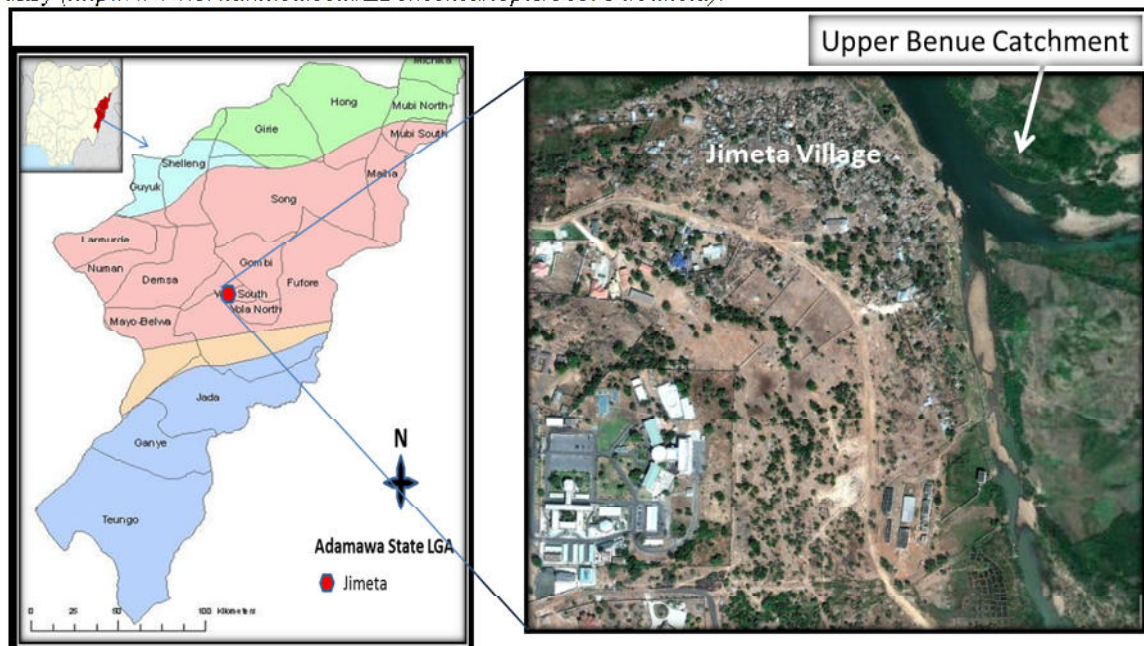 Upper Benue Catchment
Michika
Hong
Mubi North
Girie
Mubi South
Shelleng
Maiha
Guyuk
Song
Lamurde
Gombi
Numan
Demsa
Fufore
South
Mayo-Belwa
Jada
Ganye
Teungo
N
Adamawa State LGA
Jimeta
0 25 50 100 Kilometers
Jimeta Village